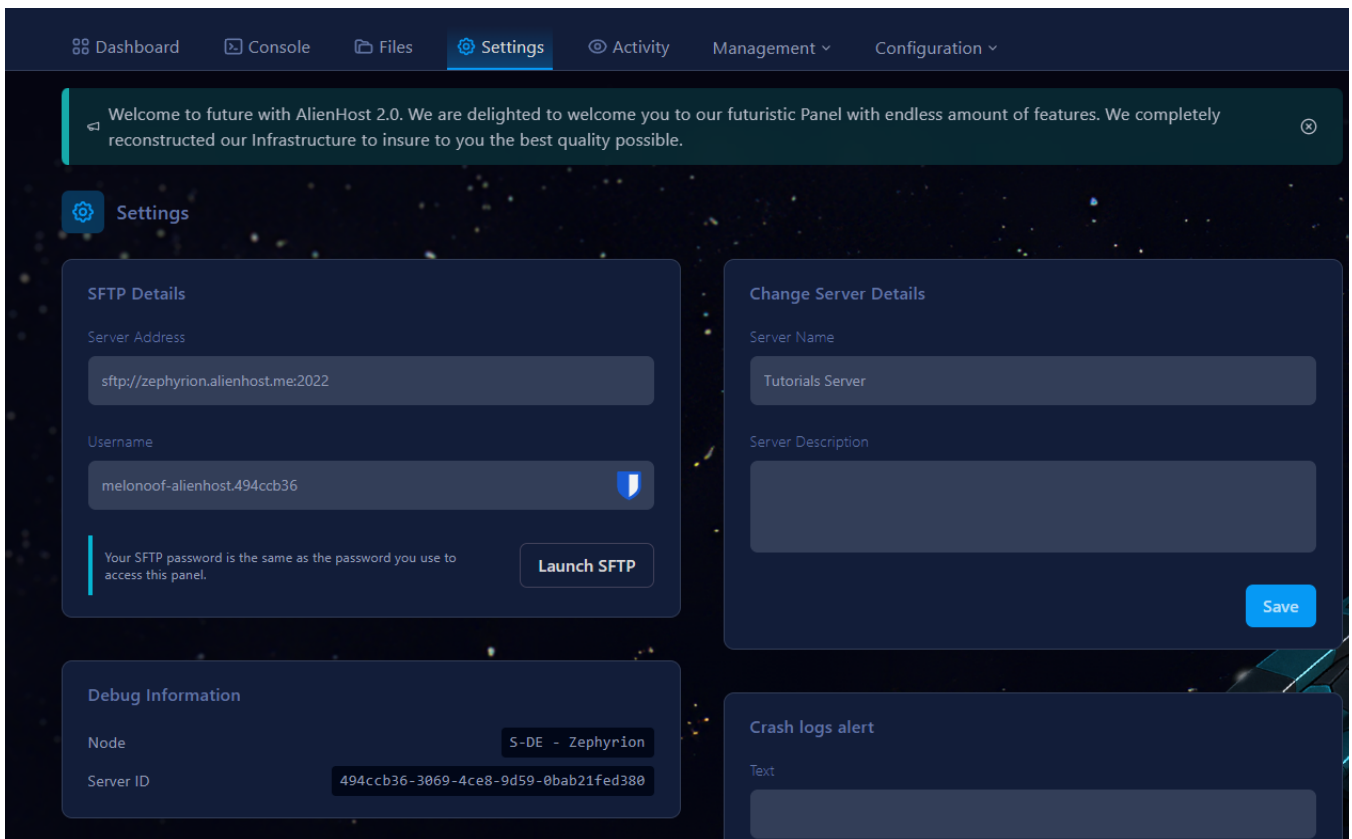 Dashboard
Console
Files
Settings
Activity
Management
Configuration
Welcome to future with AlienHost 2.0. We are delighted to welcome you to our futuristic Panel with endless amount of features. We completely
reconstructed our Infrastructure to insure to you the best quality possible.
Settings
SFTP Details
Server Address
sftp://zephyrion.alienhost.me:2022
Username
melonoof-alienhost.494ccb36
Your SFTP password is the same as the password you use to
access this panel.
Launch SFTP
Debug Information
Node
S-DE - Zephyrion
Server ID
494ccb36-3069-4ce8-9d59-0bab21fed380
Change Server Details
Server Name
Tutorials Server
Server Description
Save
Crash logs alert
Text